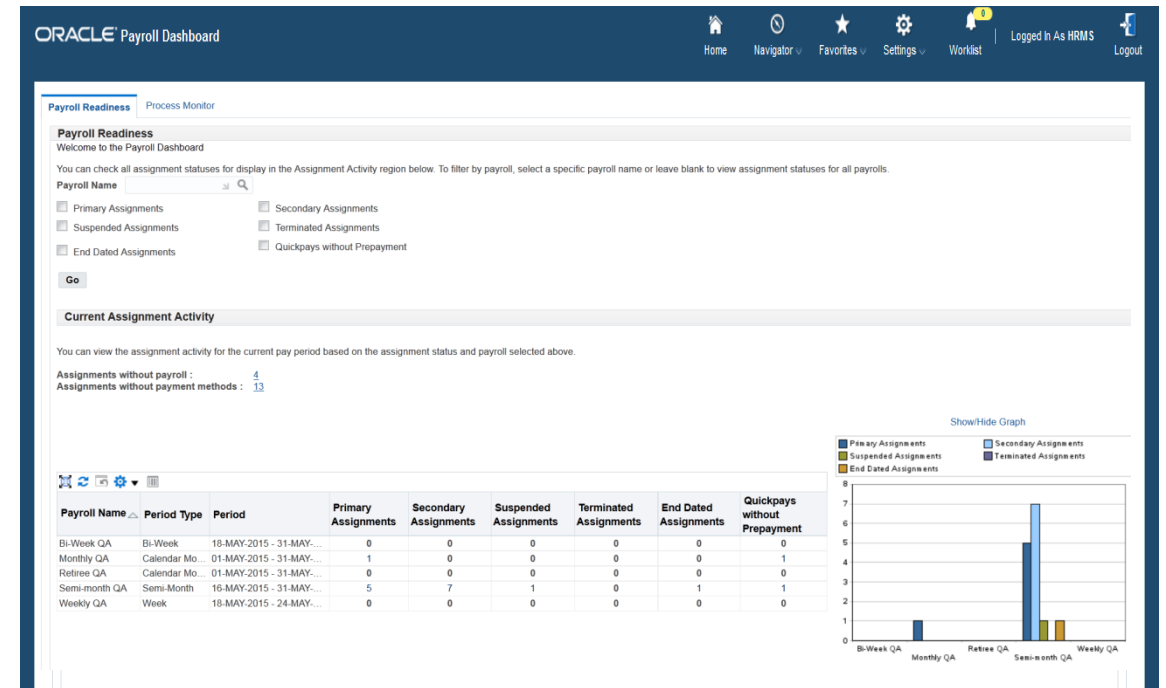 ORACLE® Payroll Dashboard
0
Home Navigator Favorites Settings Worklist Logged In As HRMS Logout
Payroll Readiness Process Monitor
Payroll Readiness
Welcome to the Payroll Dashboard
You can check all assignment statuses for display in the Assignment Activity region below. To filter by payroll, select a specific payroll name or leave blank to view assignment statuses for all payrolls.
Payroll Name
Primary Assignments Secondary Assignments
Suspended Assignments Terminated Assignments
End Dated Assignments Quickpays without Prepayment
Go
Current Assignment Activity
You can view the assignment activity for the current pay period based on the assignment status and payroll selected above.
Assignments without payroll : 4
Assignments without payment methods : 13
Show/Hide Graph
Primary Assignments Secondary Assignments
Suspended Assignments Terminated Assignments
End Dated Assignments
Payroll Name Period Type Period Primary Assignments Secondary Assignments Suspended Assignments Terminated Assignments End Dated Assignments Quickpays without Prepayment
Bi-Week QA Bi-Week 18-MAY-2015 - 31-MAY-... 0 0 0 0 0 0
Monthly QA Calendar Mo... 01-MAY-2015 - 31-MAY-... 1 0 0 0 0 1
Retiree QA Calendar Mo... 01-MAY-2015 - 31-MAY-... 0 0 0 0 0 0
Semi-month QA Semi-Month 16-MAY-2015 - 31-MAY-... 5 7 1 0 1 1
Weekly QA Week 18-MAY-2015 - 24-MAY-... 0 0 0 0 0 0
8
7
6
5
4
3
2
1
0
Bi-Week QA Retiree QA Weekly QA
Monthly QA Semi-month QA